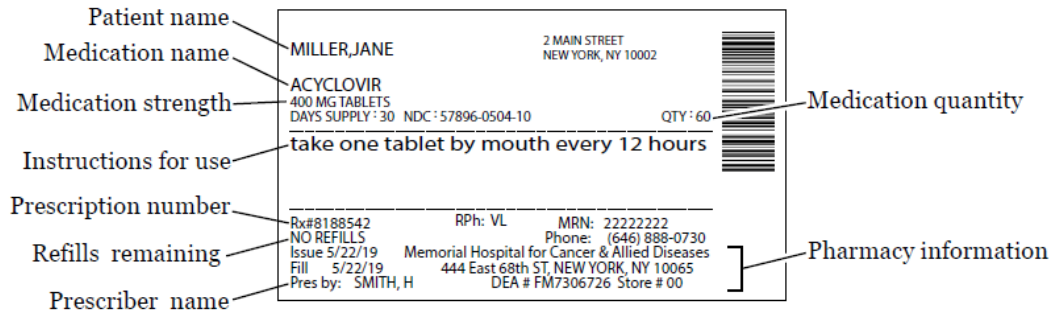 Patient name
Medication name
Medication strength
Instructions for use
Prescription number
Refills remaining
Prescriber name
MILLER,JANE
2 MAIN STREET
NEW YORK, NY 10002
ACYCLOVIR
400 MG TABLETS
DAYS SUPPLY : 30 NDC : 57896-0504-10 QTY : 60
take one tablet by mouth every 12 hours
Rx#8188542 RPh: VL MRN: 22222222
NO REFILLS Phone: (646) 888-0730
Issue 5/22/19 Memorial Hospital for Cancer & Allied Diseases
Fill 5/22/19 444 East 68th ST, NEW YORK, NY 10065
Pres by: SMITH, H DEA # FM7306726 Store # 00
Medication quantity
Pharmacy information